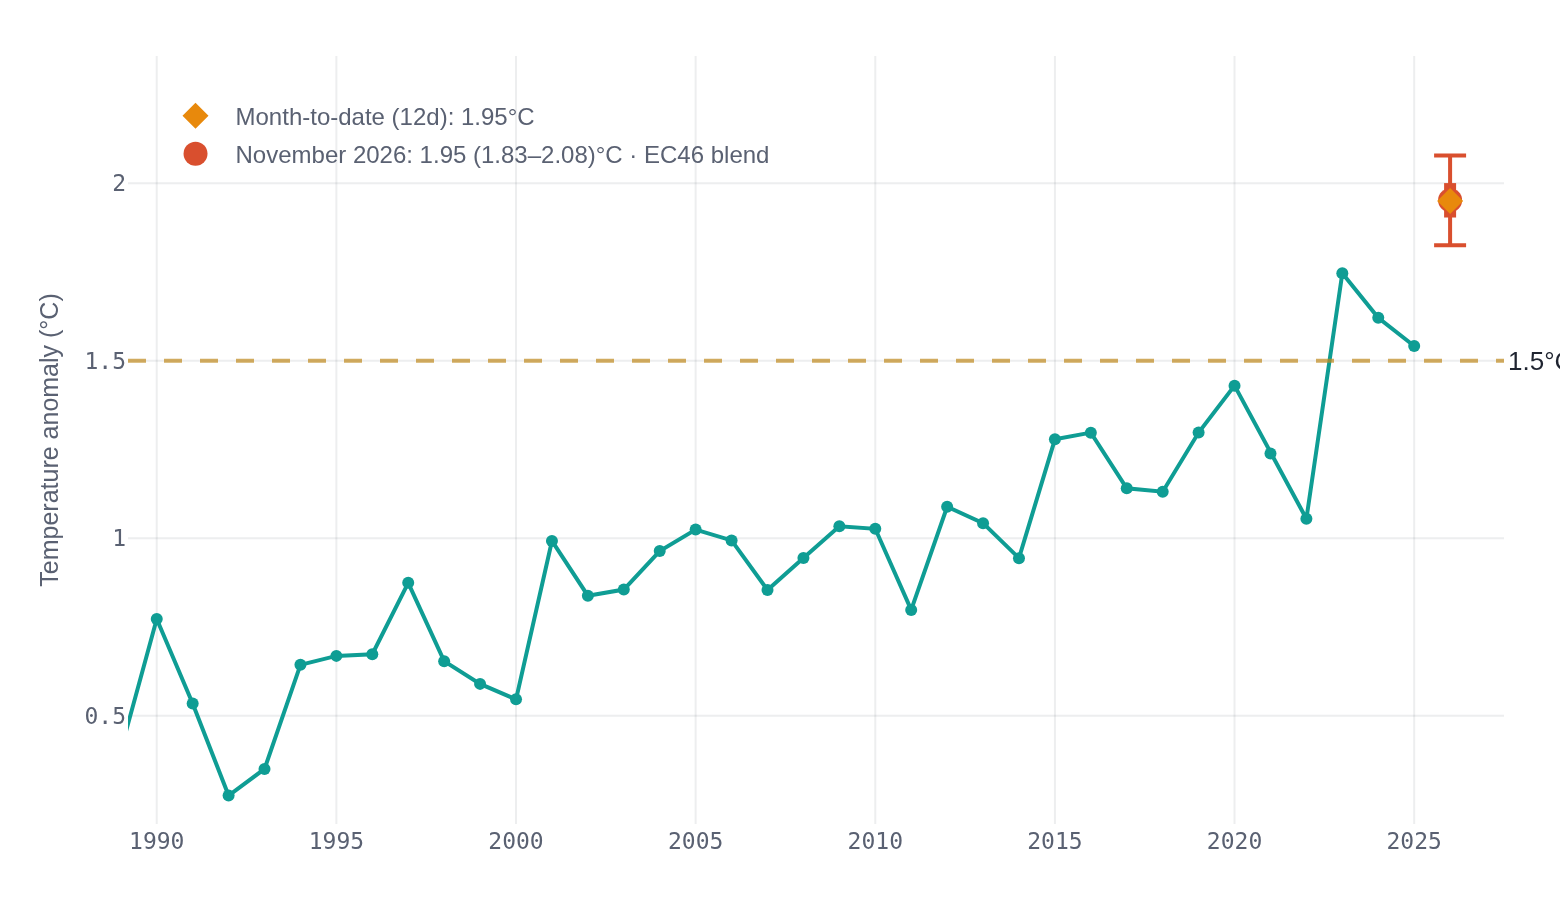 Month-to-date (12d): 1.95°C
November 2026: 1.95 (1.83–2.08)°C · EC46 blend
Temperature anomaly (°C)
2
1.5
1.5°C
1
0.5
1990 1995 2000 2005 2010 2015 2020 2025